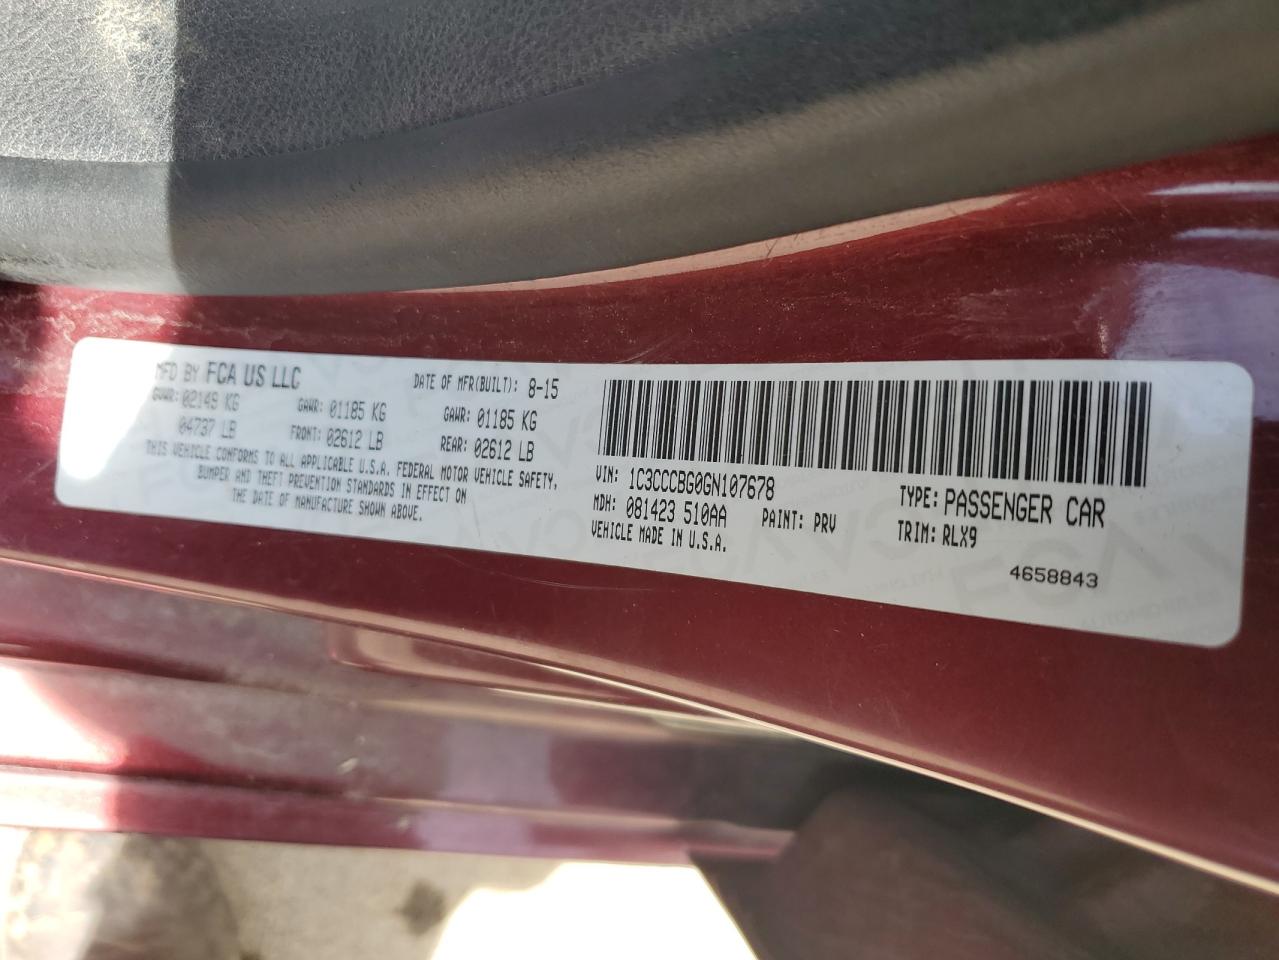 MFD BY FCA US LLC
DATE OF MFR(BUILT): 8-15
GVWR: 02149 KG
04737 LB
GAWR: 01185 KG
FRONT: 02612 LB
GAWR: 01185 KG
REAR: 02612 LB
THIS VEHICLE CONFORMS TO ALL APPLICABLE U.S.A. FEDERAL MOTOR VEHICLE SAFETY,
BUMPER AND THEFT PREVENTION STANDARDS IN EFFECT ON
THE DATE OF MANUFACTURE SHOWN ABOVE.
VIN: 1C3CCCBG0GN107678
TYPE: PASSENGER CAR
MDH: 081423 510AA PAINT: PRV
TRIM: RLX9
VEHICLE MADE IN U.S.A.
4658843